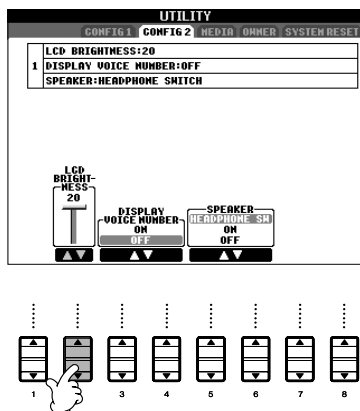 UTILITY
CONFIG 1 CONFIG 2 MEDIA OWNER SYSTEM RESET
LCD BRIGHTNESS:20
1 DISPLAY VOICE NUMBER:OFF
SPEAKER:HEADPHONE SWITCH
LCD
BRIGHT-
NESS
20
DISPLAY
VOICE NUMBER
ON
OFF
SPEAKER
HEADPHONE SW
ON
OFF
1 3 4 5 6 7 8